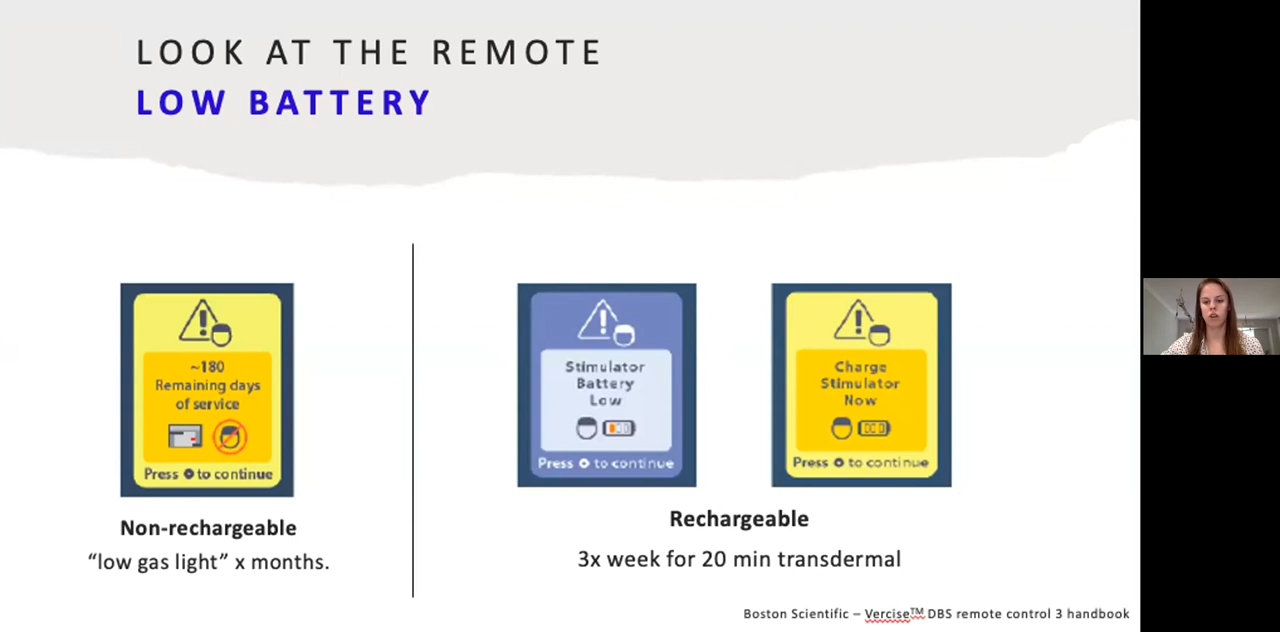 LOOK AT THE REMOTE
LOW BATTERY
~180
Remaining days
of service
Press to continue
Non-rechargeable
“low gas light” x months.
Stimulator
Battery
Low
Press to continue
Charge
Stimulator
Now
Press to continue
Rechargeable
3x week for 20 min transdermal
Boston Scientific – Vercise™ DBS remote control 3 handbook